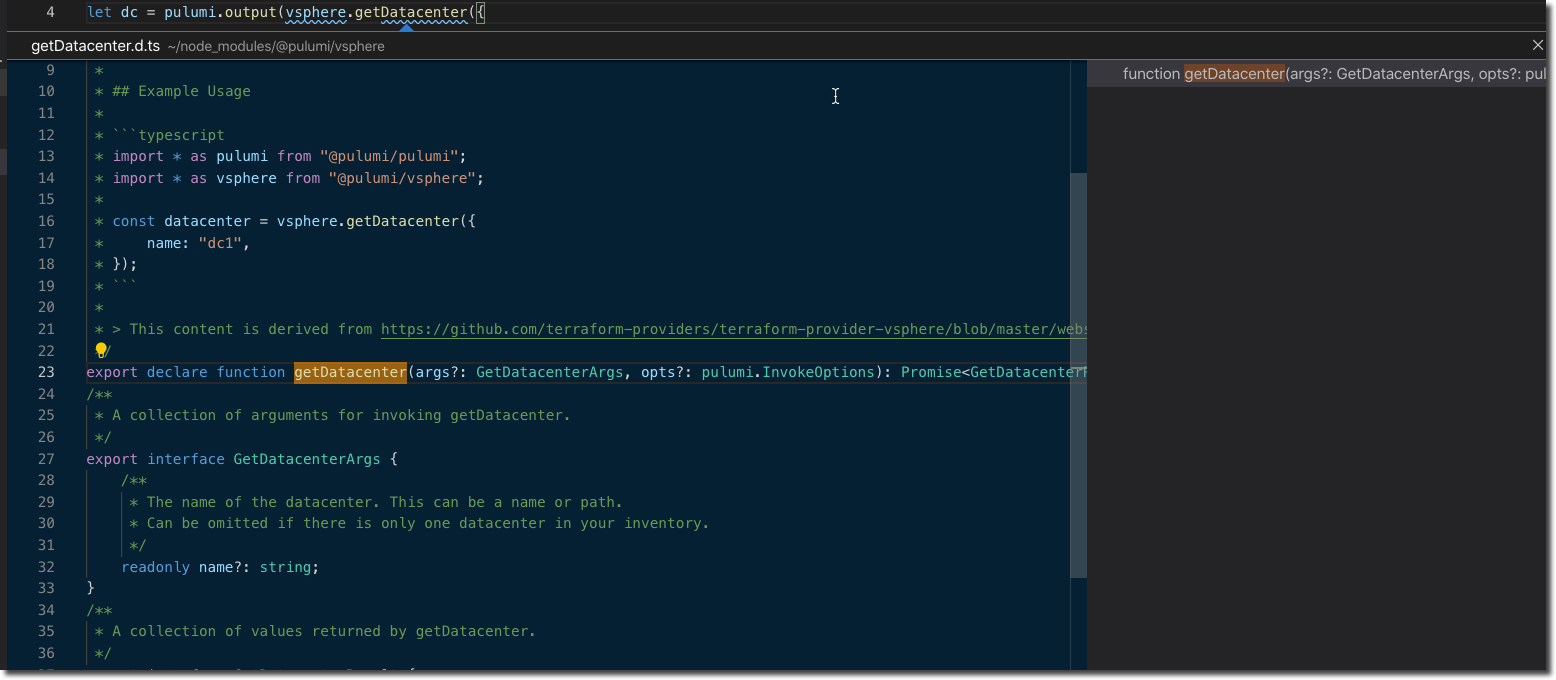 4 let dc = pulumi.output(vsphere.getDatacenter({
getDatacenter.d.ts ~/node_modules/@pulumi/vsphere
function getDatacenter(args?: GetDatacenterArgs, opts?: pul
9 *
10 * ## Example Usage
11 *
12 * ```typescript
13 * import * as pulumi from "@pulumi/pulumi";
14 * import * as vsphere from "@pulumi/vsphere";
15 *
16 * const datacenter = vsphere.getDatacenter({
17 *     name: "dc1",
18 * });
19 * ```
20 *
21 * > This content is derived from https://github.com/terraform-providers/terraform-provider-vsphere/blob/master/webs
22 */
23 export declare function getDatacenter(args?: GetDatacenterArgs, opts?: pulumi.InvokeOptions): Promise<GetDatacenterR
24 /**
25 * A collection of arguments for invoking getDatacenter.
26 */
27 export interface GetDatacenterArgs {
28 /**
29 * The name of the datacenter. This can be a name or path.
30 * Can be omitted if there is only one datacenter in your inventory.
31 */
32 readonly name?: string;
33 }
34 /**
35 * A collection of values returned by getDatacenter.
36 */